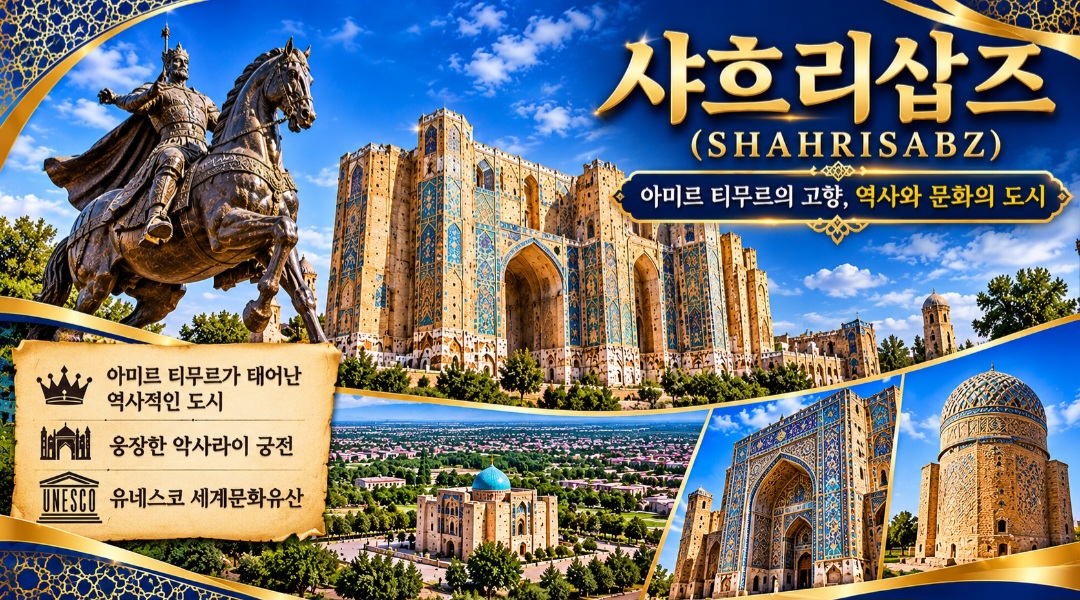 샤흐리삽즈
(SHAHRISABZ)
아미르 티무르의 고향, 역사와 문화의 도시
아미르 티무르가 태어난
역사적인 도시
웅장한 악사라이 궁전
UNESCO
유네스코 세계문화유산